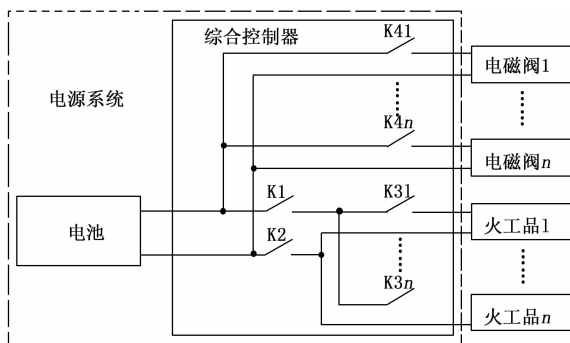 综合控制器
K41
电磁阀1
电源系统
K4n
电磁阀n
K1
K31
火工品1
电池
K2
K3n
火工品n